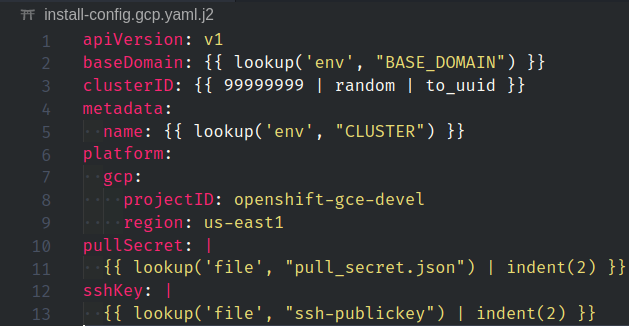 install-config.gcp.yaml.j2
1 apiVersion: v1
2 baseDomain: {{ lookup('env', "BASE_DOMAIN") }}
3 clusterID: {{ 99999999 | random | to_uuid }}
4 metadata:
5   name: {{ lookup('env', "CLUSTER") }}
6 platform:
7   gcp:
8     projectID: openshift-gce-devel
9     region: us-east1
10 pullSecret: |
11   {{ lookup('file', "pull_secret.json") | indent(2) }}
12 sshKey: |
13   {{ lookup('file', "ssh-publickey") | indent(2) }}